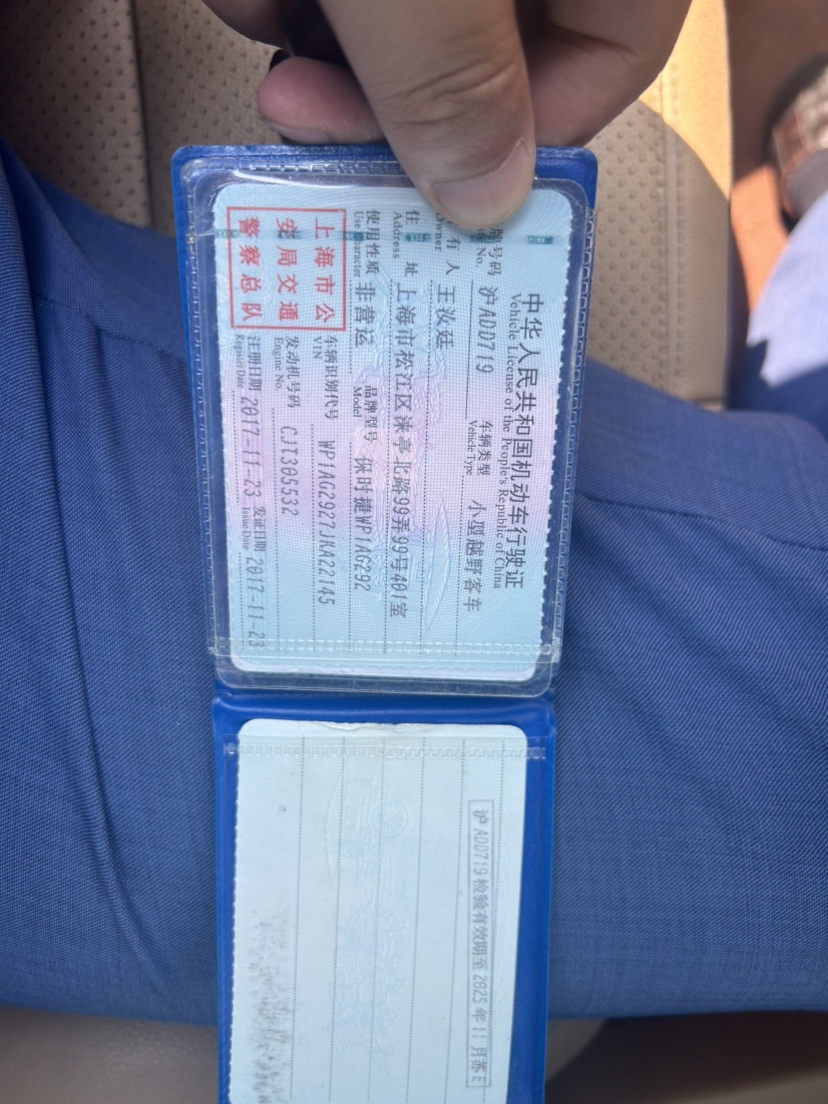 中华人民共和国机动车行驶证
Vehicle License of the People's Republic of China
牌号码 沪ADD719 车辆类型 小型越野客车
No. Vehicle Type
有人 王汝廷
Owner
住址 上海市松江区涞亭北路99弄99号401室
Address
使用性质 非营运 品牌型号 保时捷WP1AG292
Use Character Model
上海市公安局交通警察总队
车辆识别代号 WP1AG2927JKA22145
VIN
发动机号码 CJT305532
Engine No.
注册日期 2017-11-23 发证日期 2017-11-23
Register Date Issue Date
沪ADD719检验有效期至2025年11月苏E